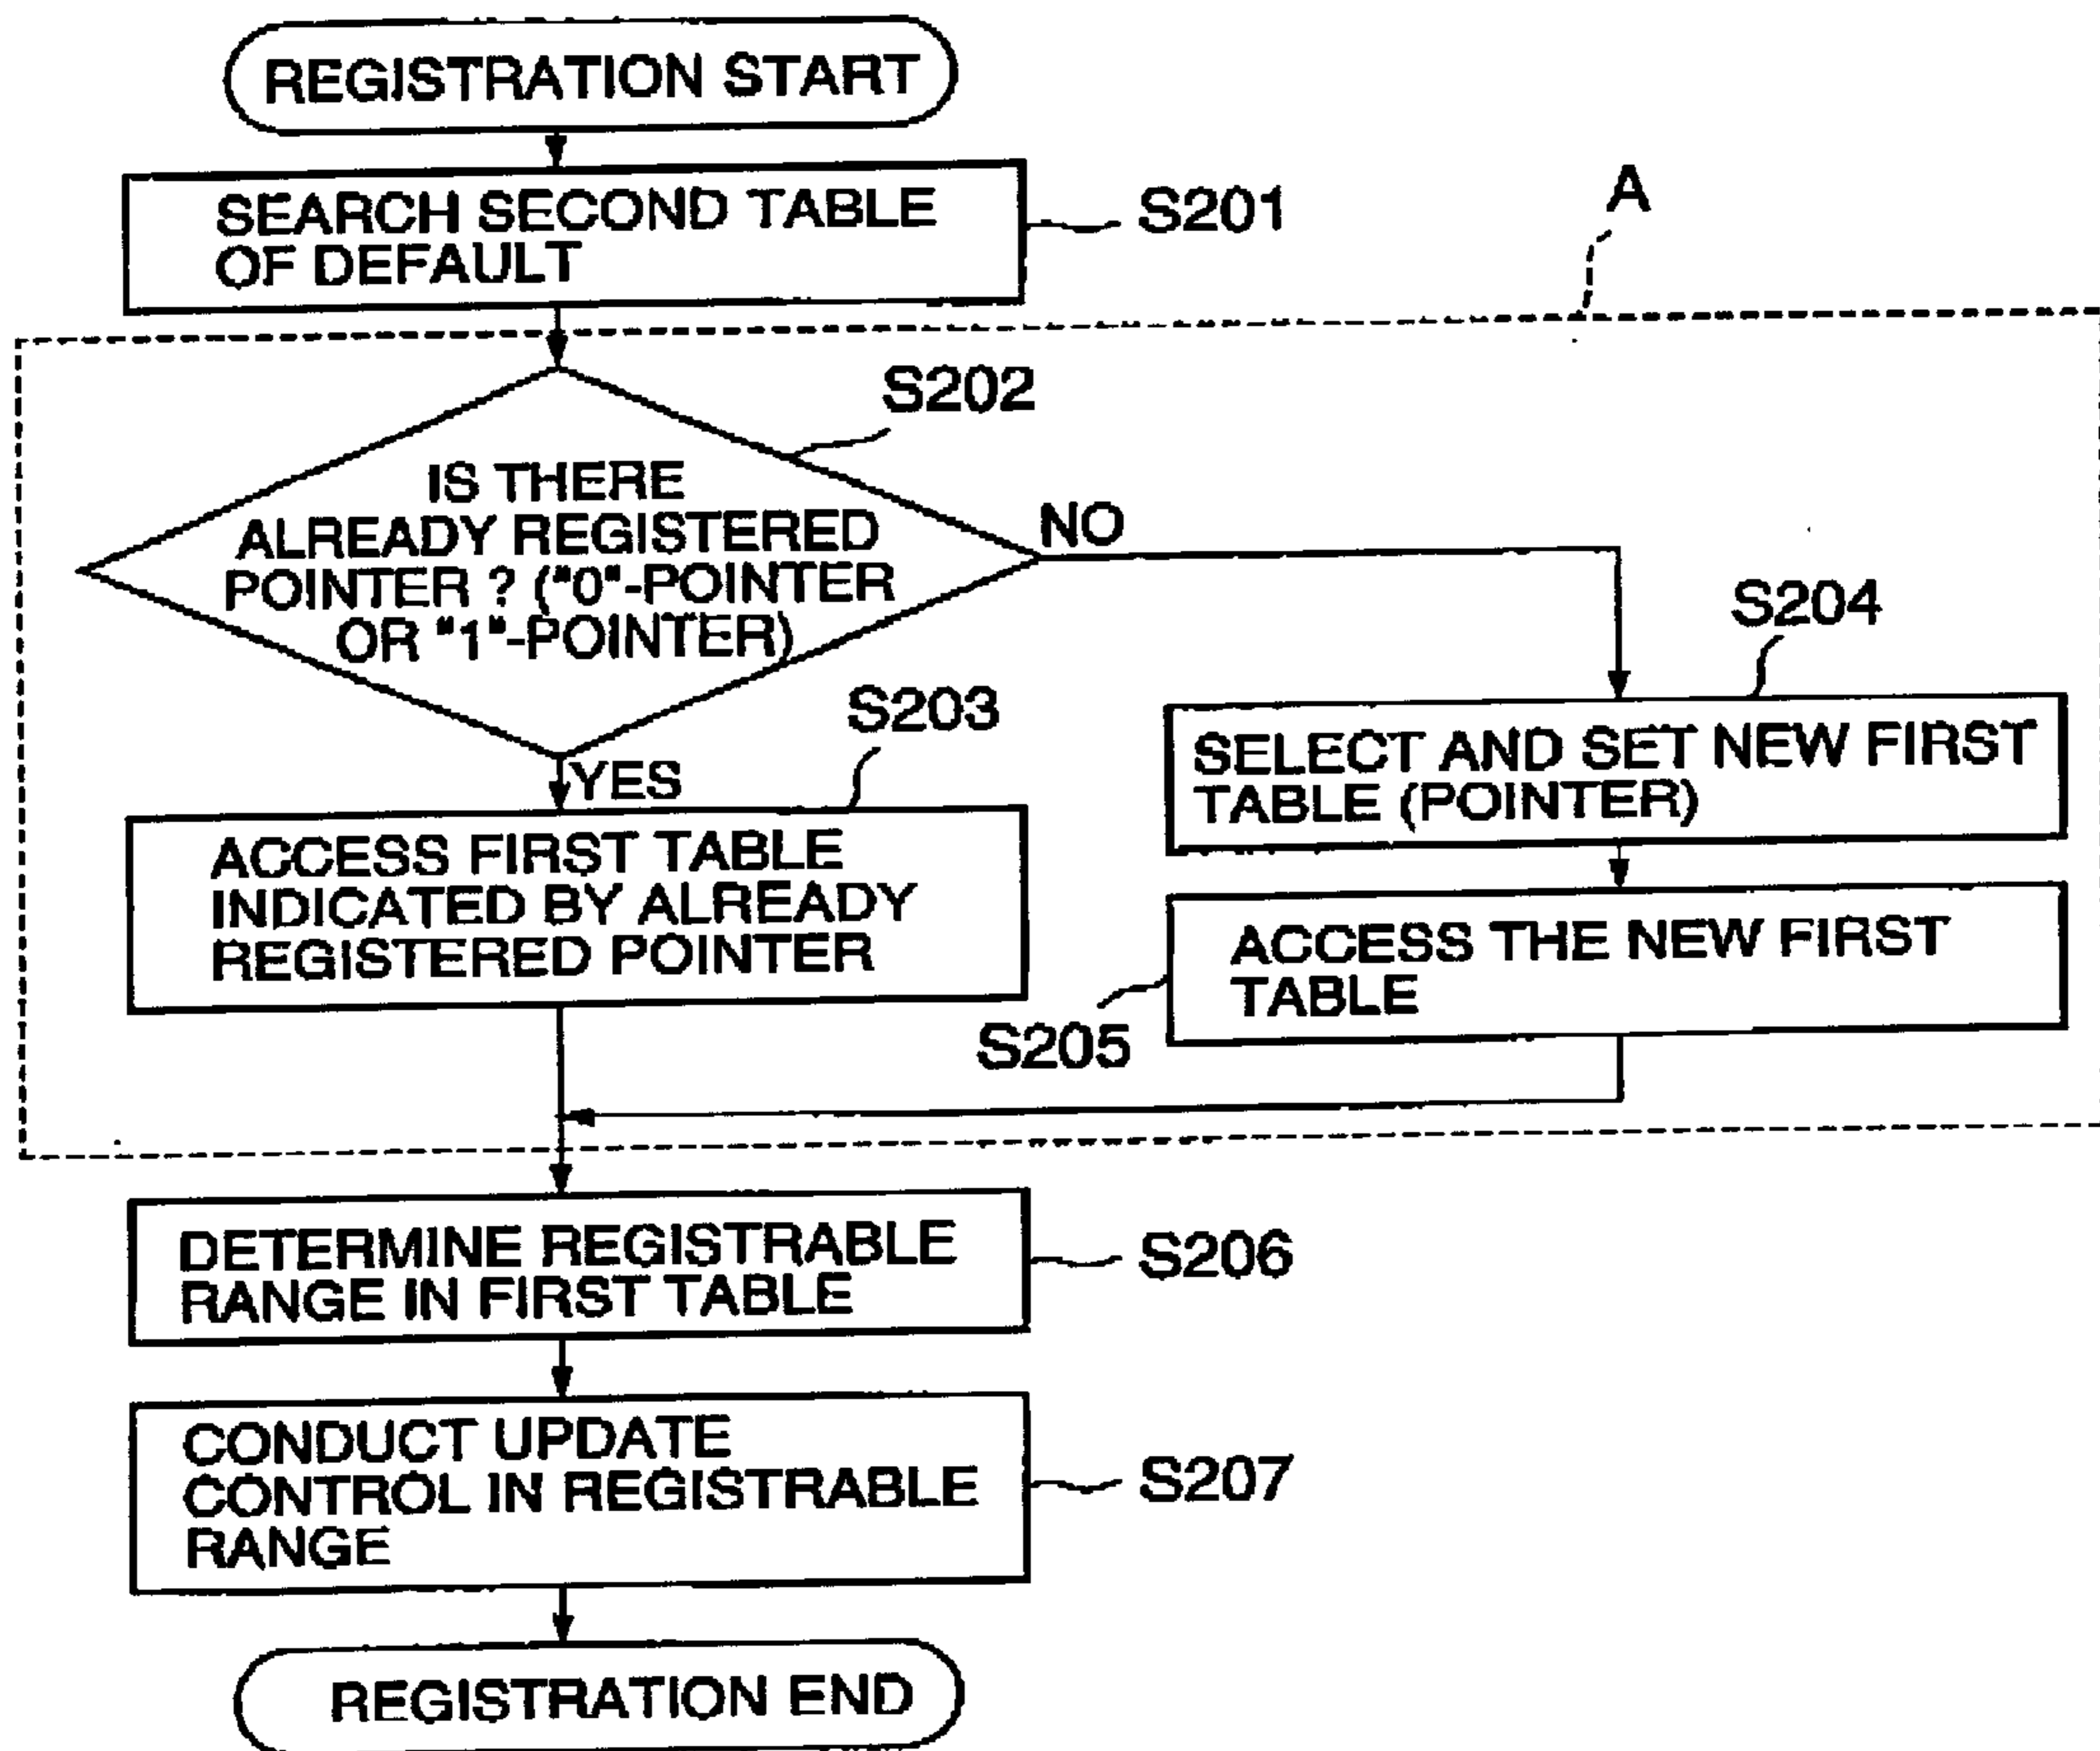 REGISTRATION START
SEARCH SECOND TABLE
OF DEFAULT
S201
A
S202
IS THERE
ALREADY REGISTERED
POINTER ? ("0"-POINTER
OR "1"-POINTER)
NO
YES
S203
ACCESS FIRST TABLE
INDICATED BY ALREADY
REGISTERED POINTER
S204
SELECT AND SET NEW FIRST
TABLE (POINTER)
ACCESS THE NEW FIRST
TABLE
S205
DETERMINE REGISTRABLE
RANGE IN FIRST TABLE
S206
CONDUCT UPDATE
CONTROL IN REGISTRABLE
RANGE
S207
REGISTRATION END